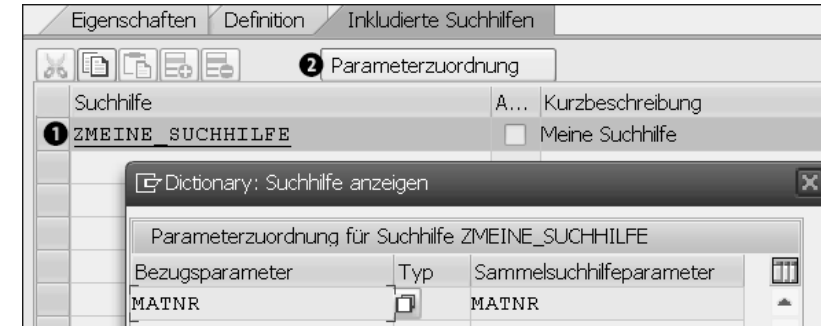 Eigenschaften Definition Inkludierte Suchhilfen
❷ Parameterzuordnung
Suchhilfe A... Kurzbeschreibung
❶ ZMEINE_SUCHHILFE Meine Suchhilfe
Dictionary: Suchhilfe anzeigen
Parameterzuordnung für Suchhilfe ZMEINE_SUCHHILFE
Bezugsparameter Typ Sammelsuchhilfeparameter
MATNR MATNR